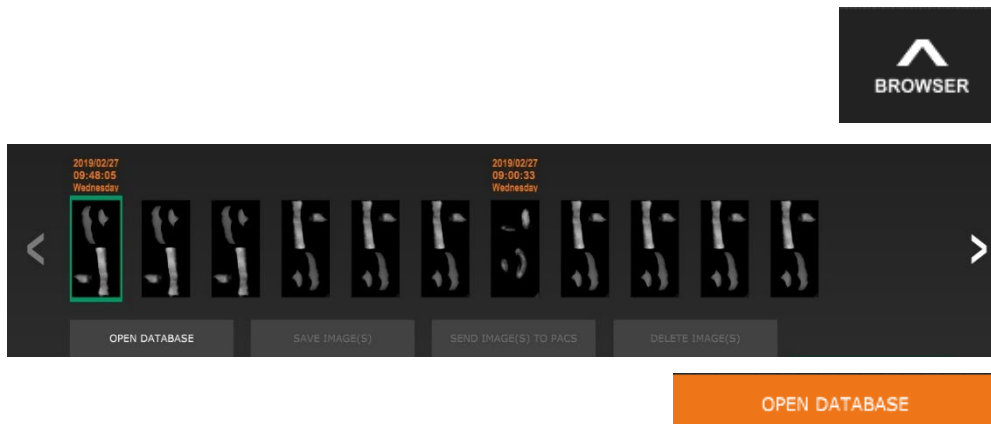 BROWSER
2019/02/27
09:48:05
Wednesday
2019/02/27
09:00:33
Wednesday
OPEN DATABASE
SAVE IMAGE(S)
SEND IMAGE(S) TO PACS
DELETE IMAGE(S)
OPEN DATABASE